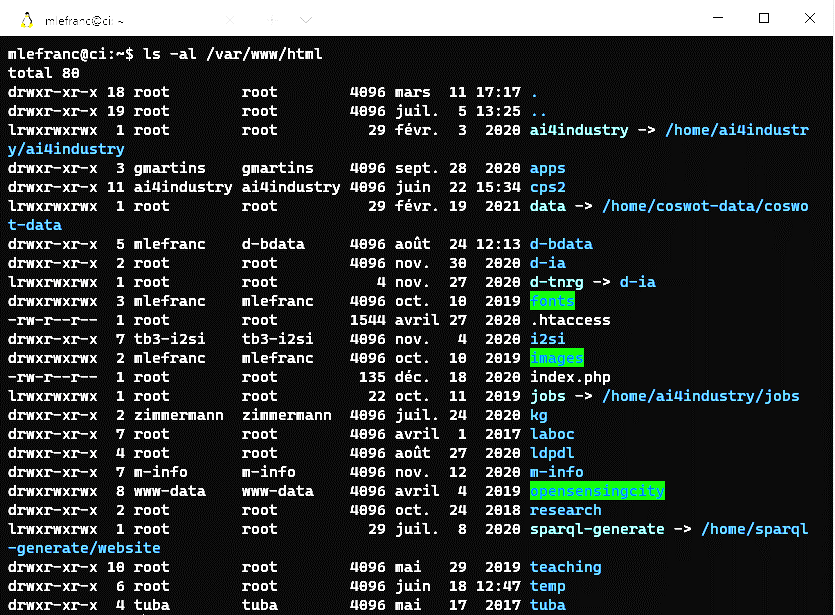 mlefranc@ci: ~
mlefranc@ci:~$ ls -al /var/www/html
total 80
drwxr-xr-x 18 root       root        4096 mars  11 17:17 .
drwxr-xr-x 19 root       root        4096 juil.  5 13:25 ..
lrwxrwxrwx  1 root       root          29 févr.  3  2020 ai4industry -> /home/ai4industr
y/ai4industry
drwxr-xr-x  3 gmartins   gmartins    4096 sept. 28  2020 apps
drwxr-xr-x 11 ai4industry ai4industry 4096 juin  22 15:34 cps2
lrwxrwxrwx  1 root       root          29 févr. 19  2021 data -> /home/coswot-data/coswo
t-data
drwxr-xr-x  5 mlefranc   d-bdata     4096 août  24 12:13 d-bdata
drwxr-xr-x  2 root       root        4096 nov.  30  2020 d-ia
lrwxrwxrwx  1 root       root           4 nov.  27  2020 d-tnrg -> d-ia
drwxrwxrwx  3 mlefranc   mlefranc    4096 oct.  10  2019 fonts
-rw-r--r--  1 root       root        1544 avril 27  2020 .htaccess
drwxr-xr-x  7 tb3-i2si   tb3-i2si    4096 nov.   4  2020 i2si
drwxrwxrwx  2 mlefranc   mlefranc    4096 oct.  10  2019 images
-rw-r--r--  1 root       root         135 déc.  18  2020 index.php
lrwxrwxrwx  1 root       root          22 oct.  11  2019 jobs -> /home/ai4industry/jobs
drwxr-xr-x  2 zimmermann zimmermann  4096 juil. 24  2020 kg
drwxr-xr-x  7 root       root        4096 avril  1  2017 laboc
drwxr-xr-x  4 root       root        4096 août  27  2020 ldpdl
drwxr-xr-x  7 m-info     m-info      4096 nov.  12  2020 m-info
drwxrwxrwx  8 www-data   www-data    4096 avril  4  2019 opensensingcity
drwxr-xr-x  2 root       root        4096 oct.  24  2018 research
lrwxrwxrwx  1 root       root          29 juil.  8  2020 sparql-generate -> /home/sparql
-generate/website
drwxr-xr-x 10 root       root        4096 mai   29  2019 teaching
drwxr-xr-x  6 root       root        4096 juin  18 12:47 temp
drwxr-xr-x  4 tuba       tuba        4096 mai   17  2017 tuba